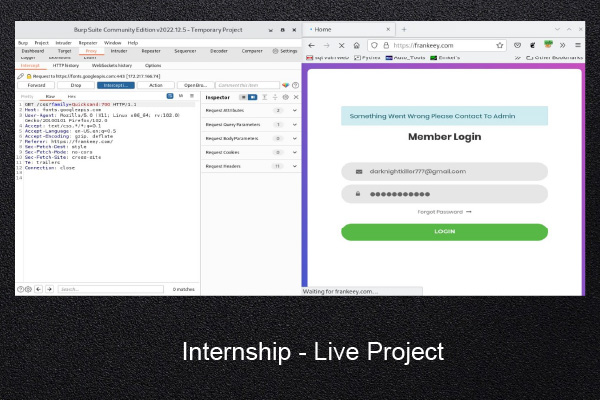 Burp Suite Community Edition v2022.12.5 - Temporary Project
Burp Project Intruder Repeater Window Help
Dashboard Target Proxy Intruder Repeater Sequencer Decoder Comparer Settings
Logger Extensions Learn
Intercept HTTP history WebSockets history Options
Request to https://fonts.googleapis.com:443 [172.217.166.74]
Forward Drop Intercept i... Action Open Bro... Comment this item
Pretty Raw Hex
1 GET /css?family=Quicksand:700 HTTP/1.1
2 Host: fonts.googleapis.com
3 User-Agent: Mozilla/5.0 (X11; Linux x86_64; rv:102.0)
Gecko/20100101 Firefox/102.0
4 Accept: text/css,*/*;q=0.1
5 Accept-Language: en-US,en;q=0.5
6 Accept-Encoding: gzip, deflate
7 Referer: https://frankeey.com/
8 Sec-Fetch-Dest: style
9 Sec-Fetch-Mode: no-cors
10 Sec-Fetch-Site: cross-site
11 Te: trailers
12 Connection: close
13
14
Search...
0 matches
Inspector
Request Attributes 2
Request Query Parameters 1
Request Body Parameters 0
Request Cookies 0
Request Headers 11
Home
https://frankeey.com
Auto_Tools
Other Bookmarks
Something Went Wrong Please Contact To Admin
Member Login
darknightkiller777@gmail.com
Forgot Password
LOGIN
Waiting for frankeey.com...
Internship - Live Project